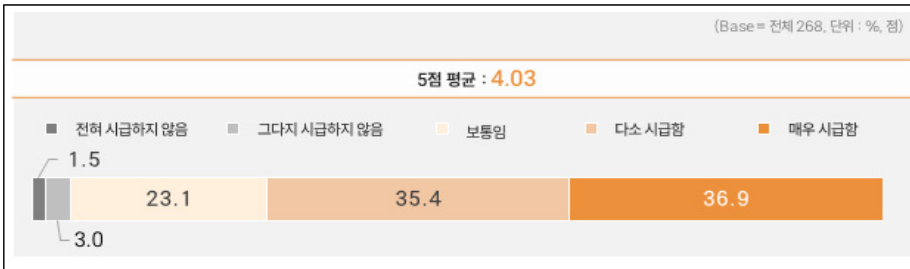 (Base = 전체 268, 단위 : %, 점)
5점 평균 : 4.03
전혀 시급하지 않음 그다지 시급하지 않음 보통임 다소 시급함 매우 시급함
1.5
23.1 35.4 36.9
3.0